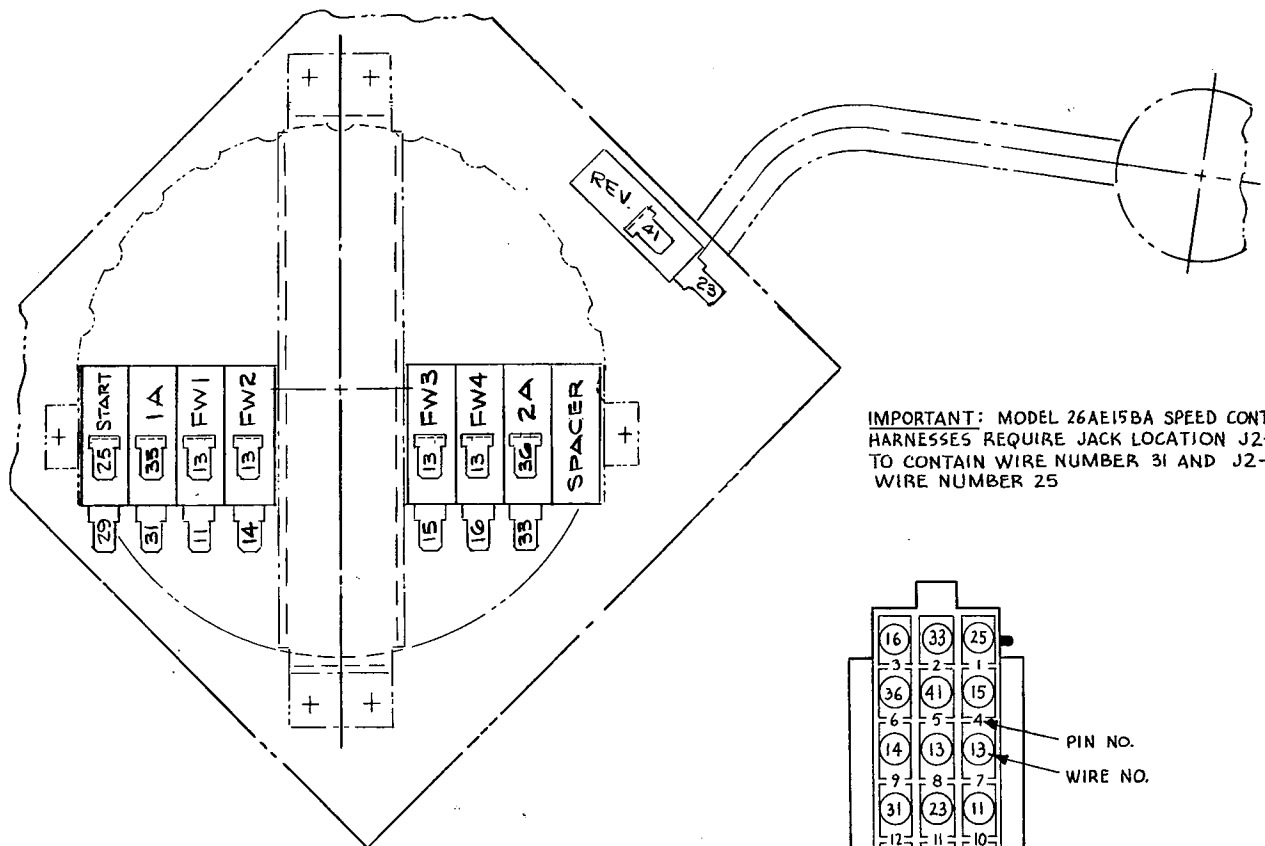 REV.
41
23
START
25
29
1A
35
31
FW1
13
11
FW2
13
14
FW3
13
15
FW4
13
16
2A
36
33
SPACER
IMPORTANT: MODEL 26AE15BA SPEED CONT
HARNESSES REQUIRE JACK LOCATION J2-
TO CONTAIN WIRE NUMBER 31 AND J2-
WIRE NUMBER 25
16 33 25
3 2 1
36 41 15
6 5 4
PIN NO.
14 13 13
WIRE NO.
9 8 7
31 23 11
12 11 10